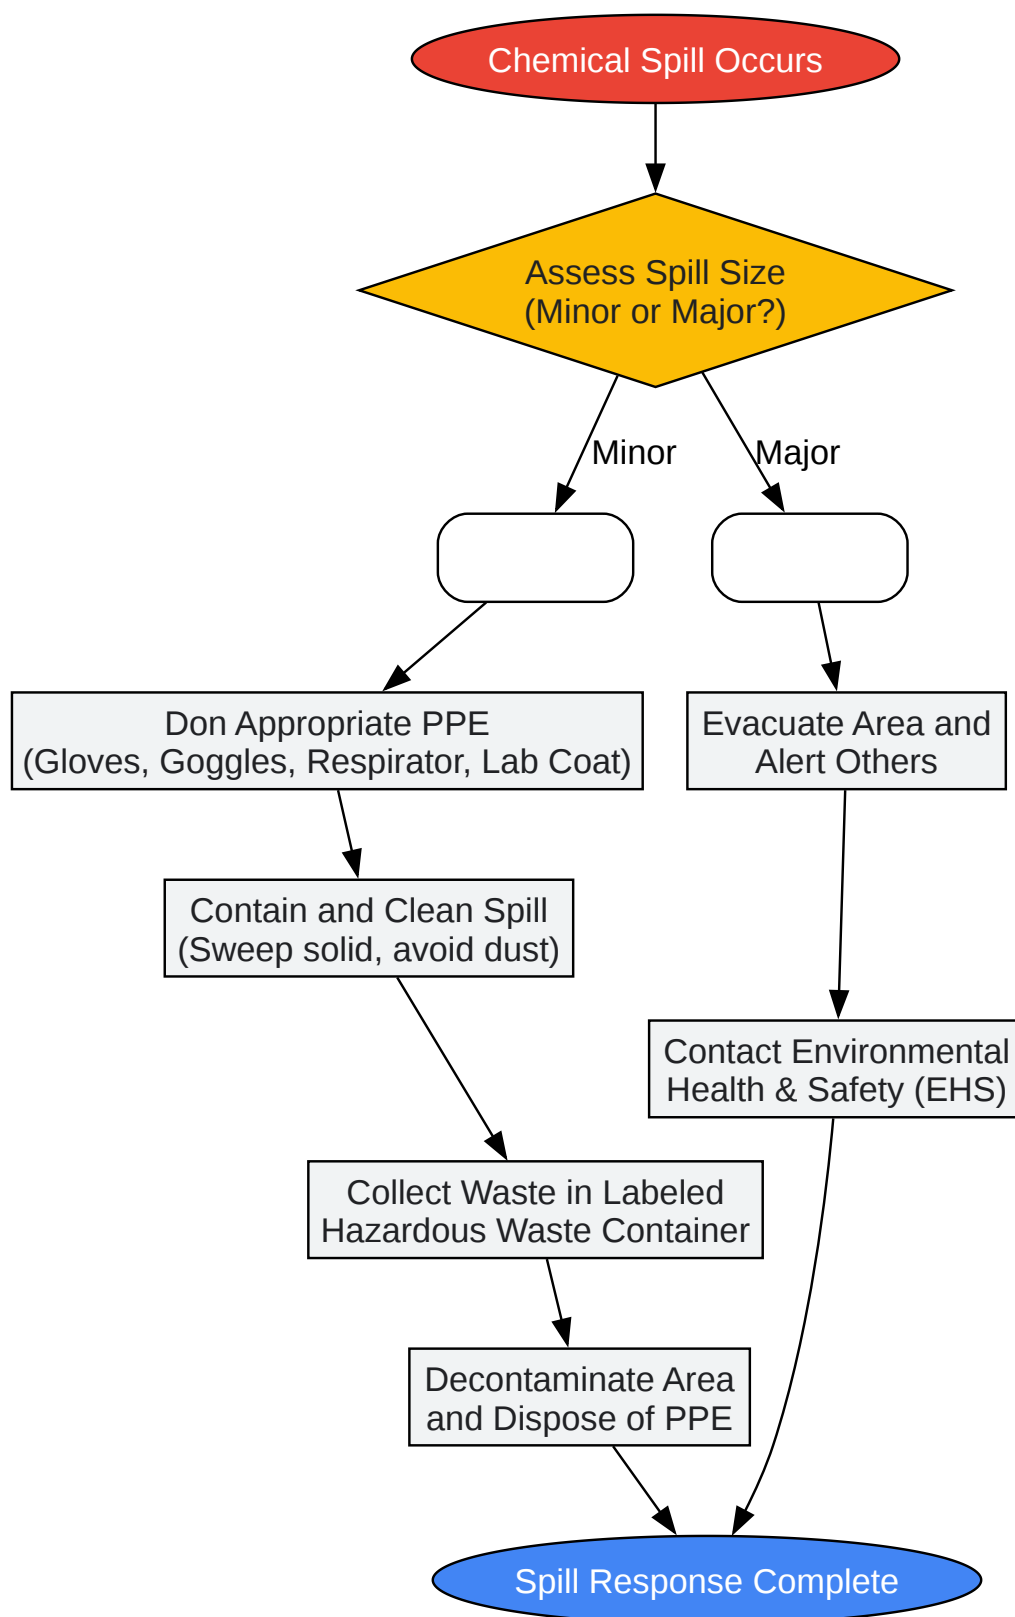 Chemical Spill Occurs
Assess Spill Size
(Minor or Major?)
Minor
Major
Don Appropriate PPE
(Gloves, Goggles, Respirator, Lab Coat)
Evacuate Area and
Alert Others
Contain and Clean Spill
(Sweep solid, avoid dust)
Contact Environmental
Health & Safety (EHS)
Collect Waste in Labeled
Hazardous Waste Container
Decontaminate Area
and Dispose of PPE
Spill Response Complete